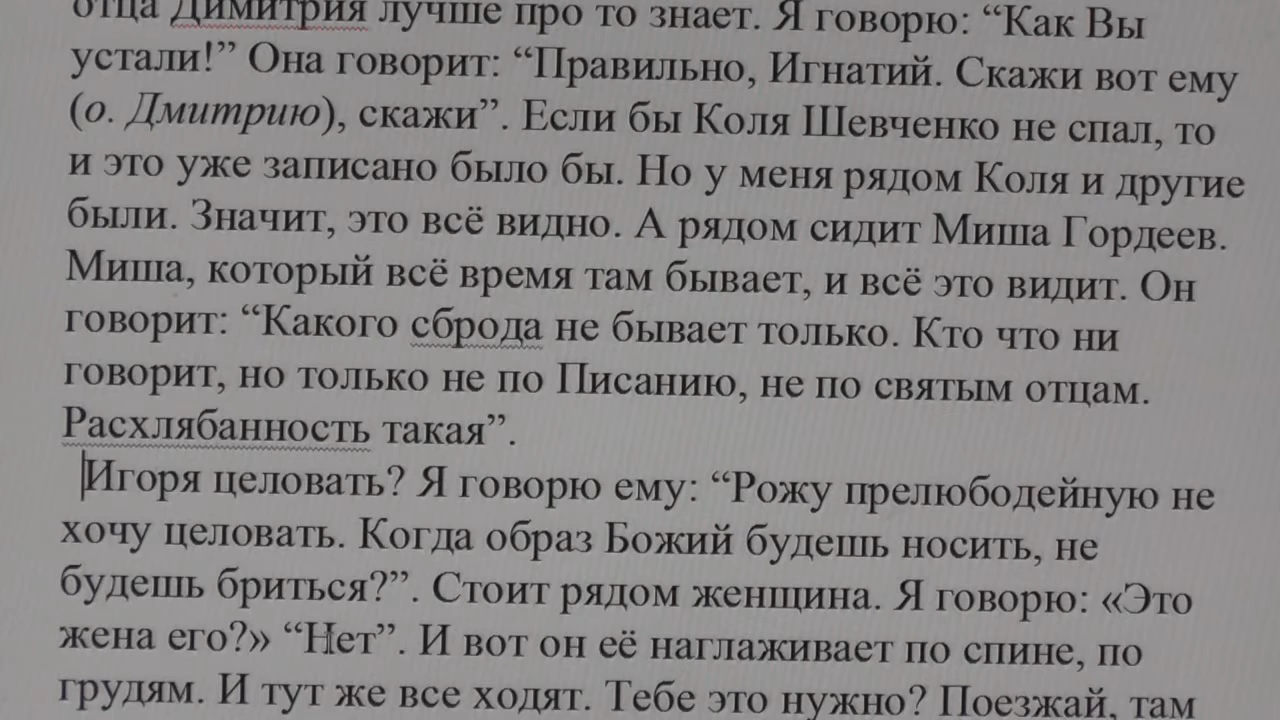 отца Димитрия лучше про то знает. Я говорю: “Как Вы
устали!” Она говорит: “Правильно, Игнатий. Скажи вот ему
(о. Дмитрию), скажи”. Если бы Коля Шевченко не спал, то
и это уже записано было бы. Но у меня рядом Коля и другие
были. Значит, это всё видно. А рядом сидит Миша Гордеев.
Миша, который всё время там бывает, и всё это видит. Он
говорит: “Какого сброда не бывает только. Кто что ни
говорит, но только не по Писанию, не по святым отцам.
Расхлябанность такая”.
Игоря целовать? Я говорю ему: “Рожу прелюбодейную не
хочу целовать. Когда образ Божий будешь носить, не
будешь бриться?”. Стоит рядом женщина. Я говорю: «Это
жена его?» “Нет”. И вот он её наглаживает по спине, по
грудям. И тут же все ходят. Тебе это нужно? Поезжай, там